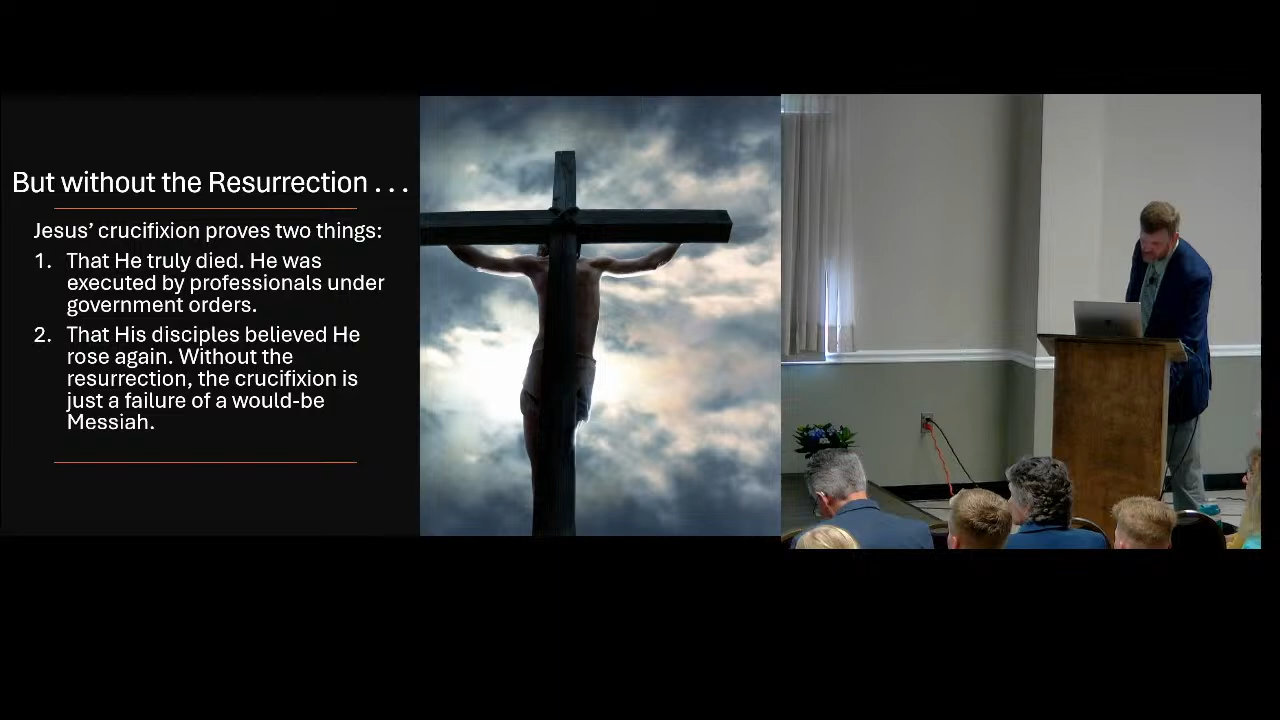 But without the Resurrection . . .
Jesus’ crucifixion proves two things:
1. That He truly died. He was
executed by professionals under
government orders.
2. That His disciples believed He
rose again. Without the
resurrection, the crucifixion is
just a failure of a would-be
Messiah.